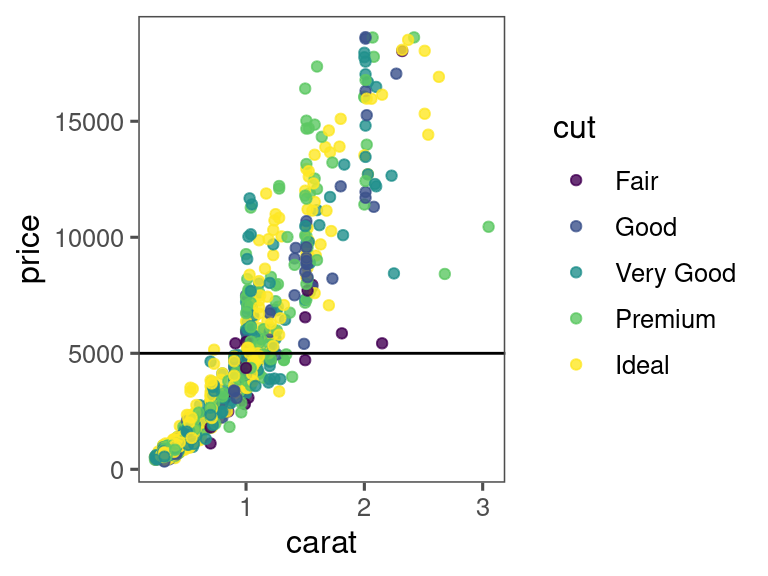 price
15000
10000
5000
0
1 2 3
carat
cut
Fair
Good
Very Good
Premium
Ideal